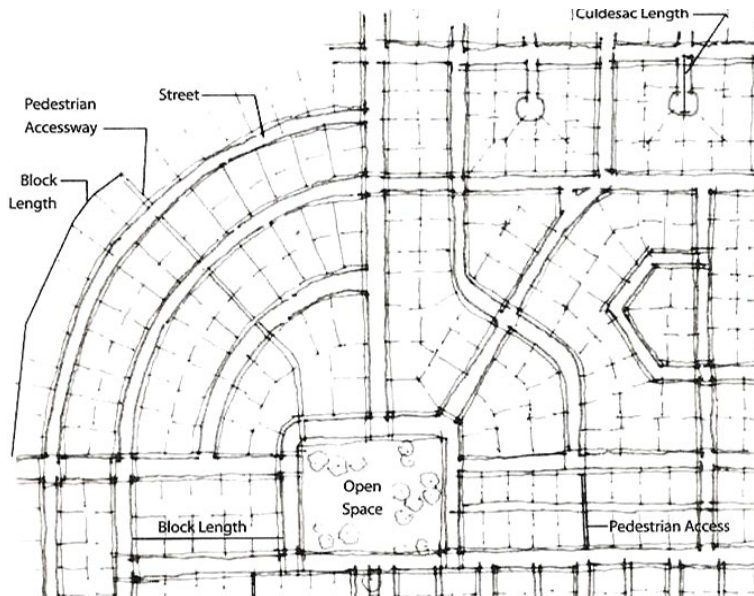 Culdesac Length
Street
Pedestrian
Accessway
Block
Length
Open
Space
Block Length
Pedestrian Access